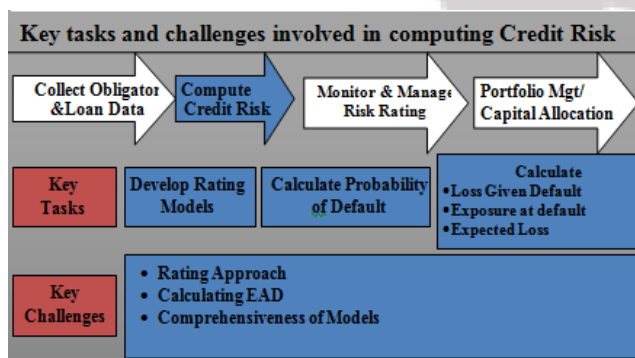 Key tasks and challenges involved in computing Credit Risk
Collect Obligator
&Loan Data
Compute
Credit Risk
Monitor & Manage
Risk Rating
Portfolio Mgt/
Capital Allocation
Key
Tasks
Develop Rating
Models
Calculate Probability
of Default
Calculate
•Loss Given Default
•Exposure at default
•Expected Loss
Key
Challenges
• Rating Approach
• Calculating EAD
• Comprehensiveness of Models